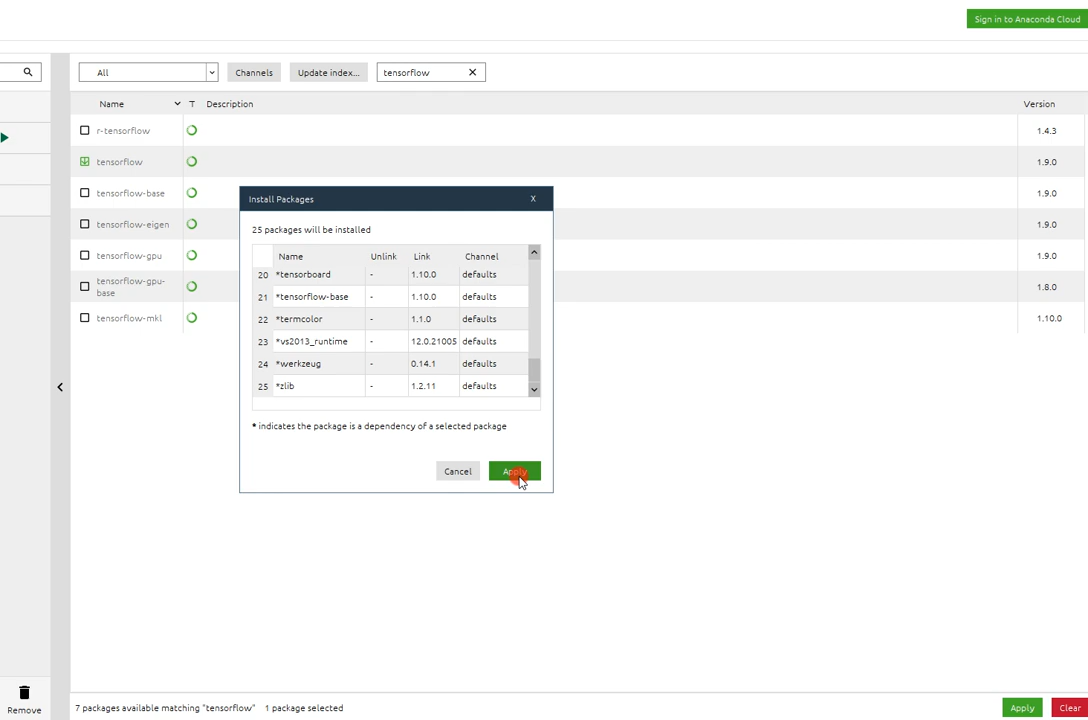 Sign in to Anaconda Cloud
All
Channels
Update index...
tensorflow
Name T Description Version
r-tensorflow 1.4.3
tensorflow 1.9.0
tensorflow-base 1.9.0
tensorflow-eigen 1.9.0
tensorflow-gpu 1.9.0
tensorflow-gpu-
base 1.8.0
tensorflow-mkl 1.10.0
Install Packages X
25 packages will be installed
Name Unlink Link Channel
20 *tensorboard - 1.10.0 defaults
21 *tensorflow-base - 1.10.0 defaults
22 *termcolor - 1.1.0 defaults
23 *vs2013_runtime - 12.0.21005 defaults
24 *werkzeug - 0.14.1 defaults
25 *zlib - 1.2.11 defaults
* indicates the package is a dependency of a selected package
Cancel Apply
Remove
7 packages available matching "tensorflow" 1 package selected
Apply Clear